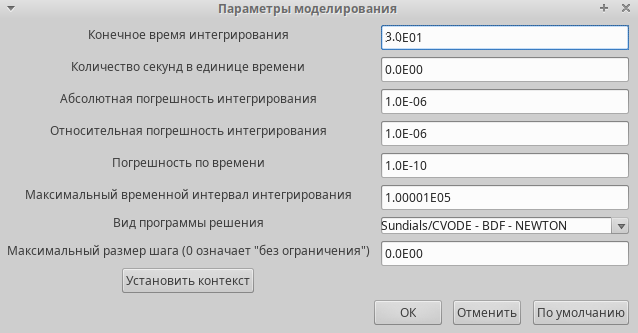 Параметры моделирования
Конечное время интегрирования 3.0E01
Количество секунд в единице времени 0.0E00
Абсолютная погрешность интегрирования 1.0E-06
Относительная погрешность интегрирования 1.0E-06
Погрешность по времени 1.0E-10
Максимальный временной интервал интегрирования 1.00001E05
Вид программы решения Sundials/CVODE - BDF - NEWTON
Максимальный размер шага (0 означает "без ограничения") 0.0E00
Установить контекст
ОК Отменить По умолчанию